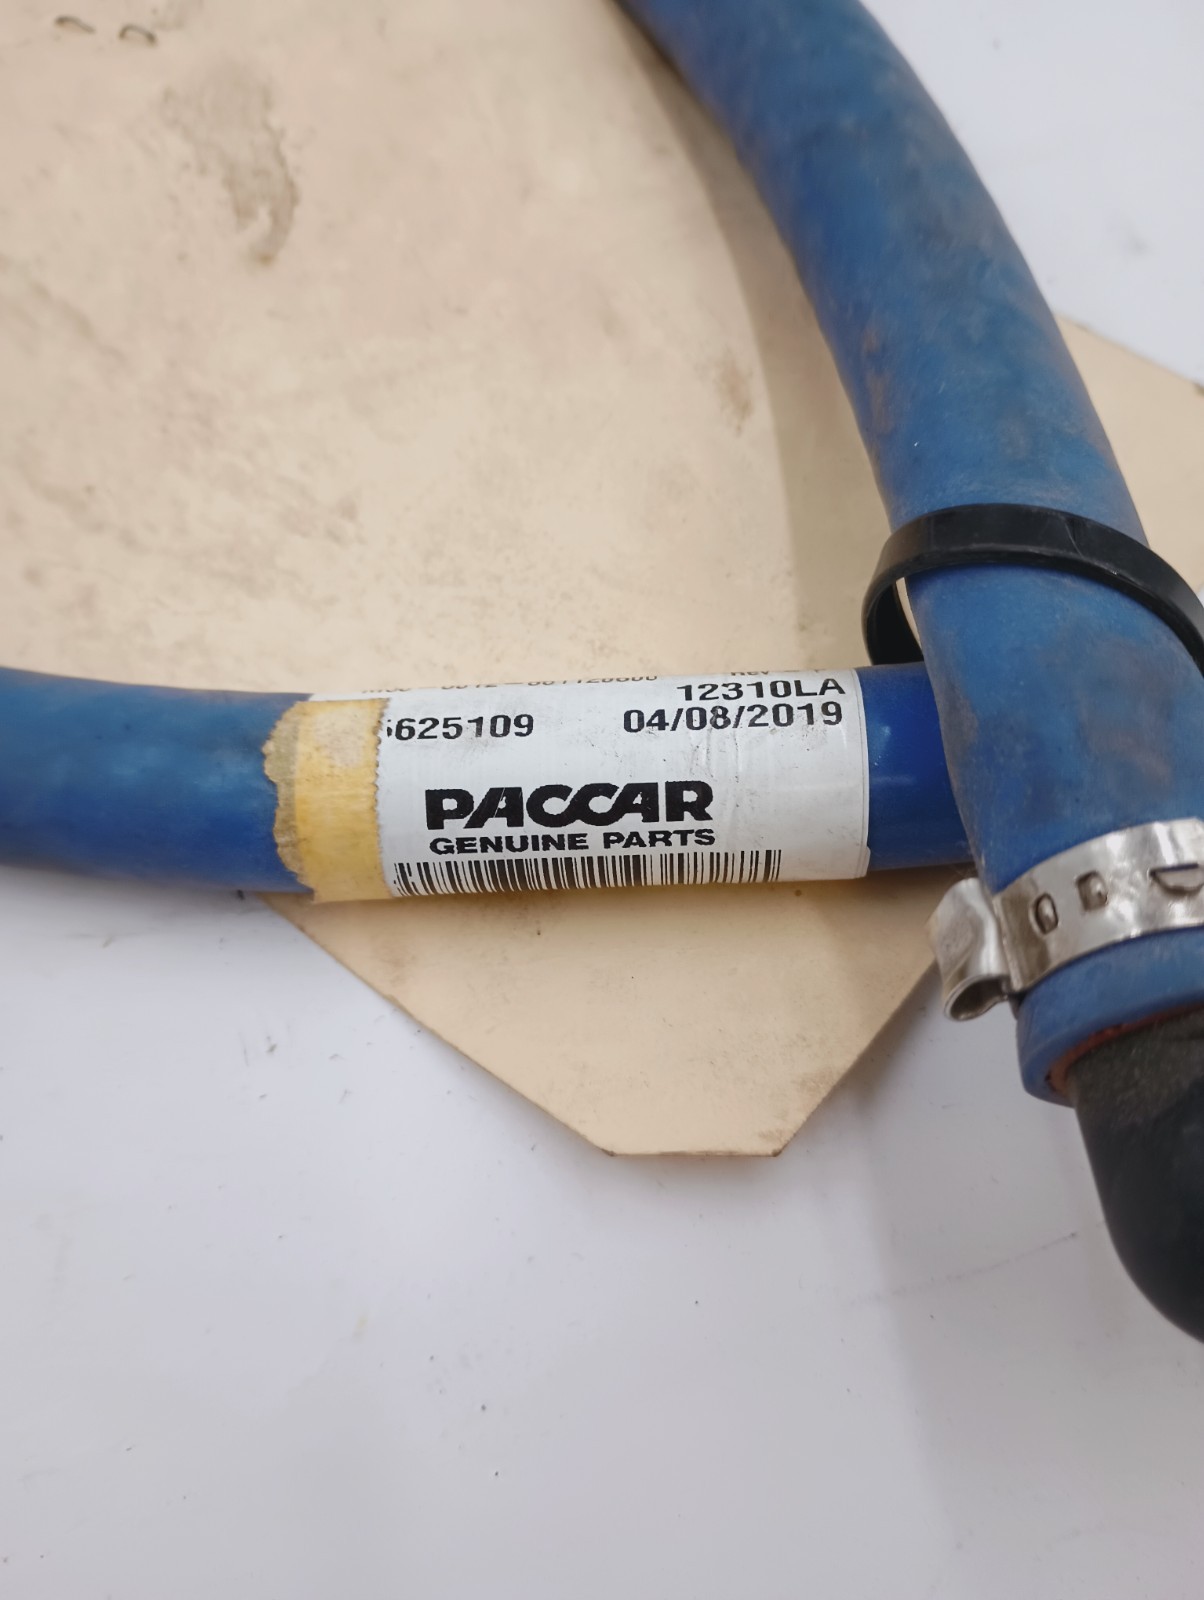 12310LA
625109 04/08/2019
PACCAR
GENUINE PARTS